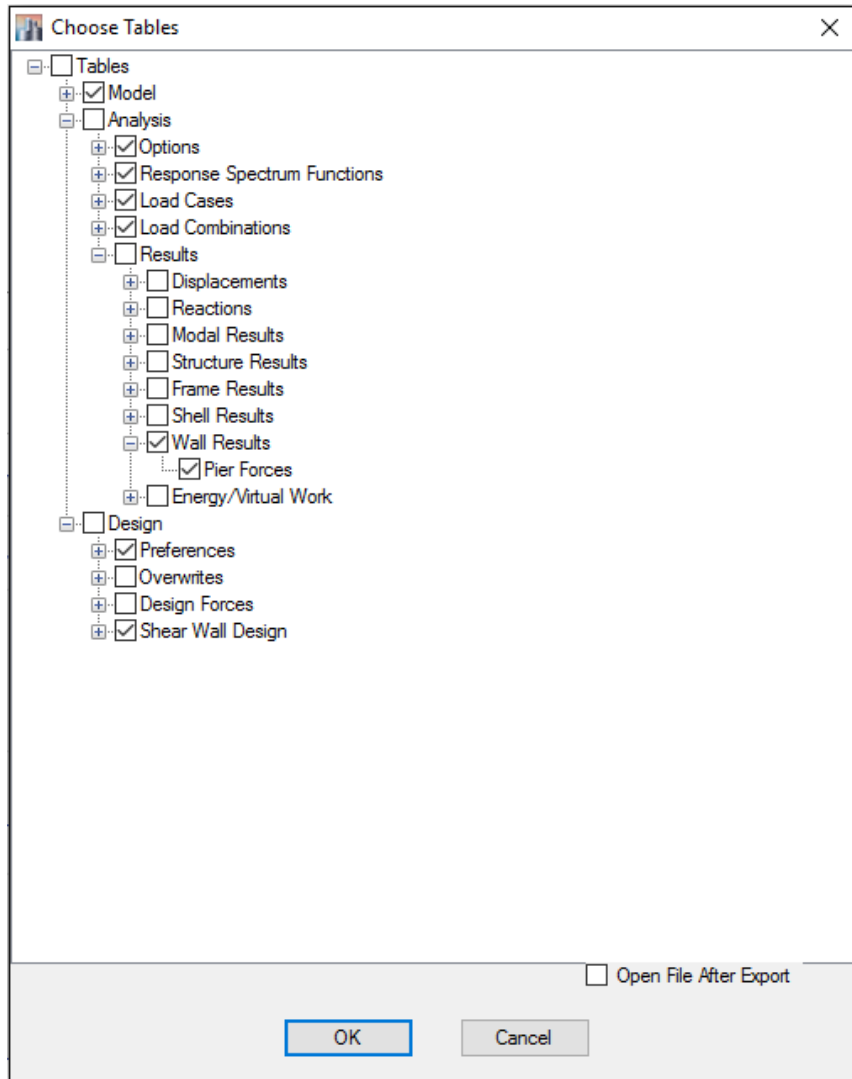 Choose Tables
Tables
Model
Analysis
Options
Response Spectrum Functions
Load Cases
Load Combinations
Results
Displacements
Reactions
Modal Results
Structure Results
Frame Results
Shell Results
Wall Results
Pier Forces
Energy/Virtual Work
Design
Preferences
Overwrites
Design Forces
Shear Wall Design
Open File After Export
OK Cancel